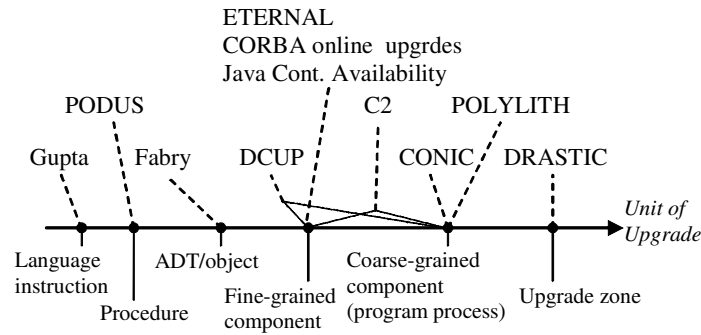 ETERNAL
CORBA online upgrdes
Java Cont. Availability
PODUS
C2
POLYLITH
Gupta
Fabry
DCUP
CONIC
DRASTIC
Unit of
Upgrade
Language
instruction
Procedure
ADT/object
Fine-grained
component
Coarse-grained
component
(program process)
Upgrade zone